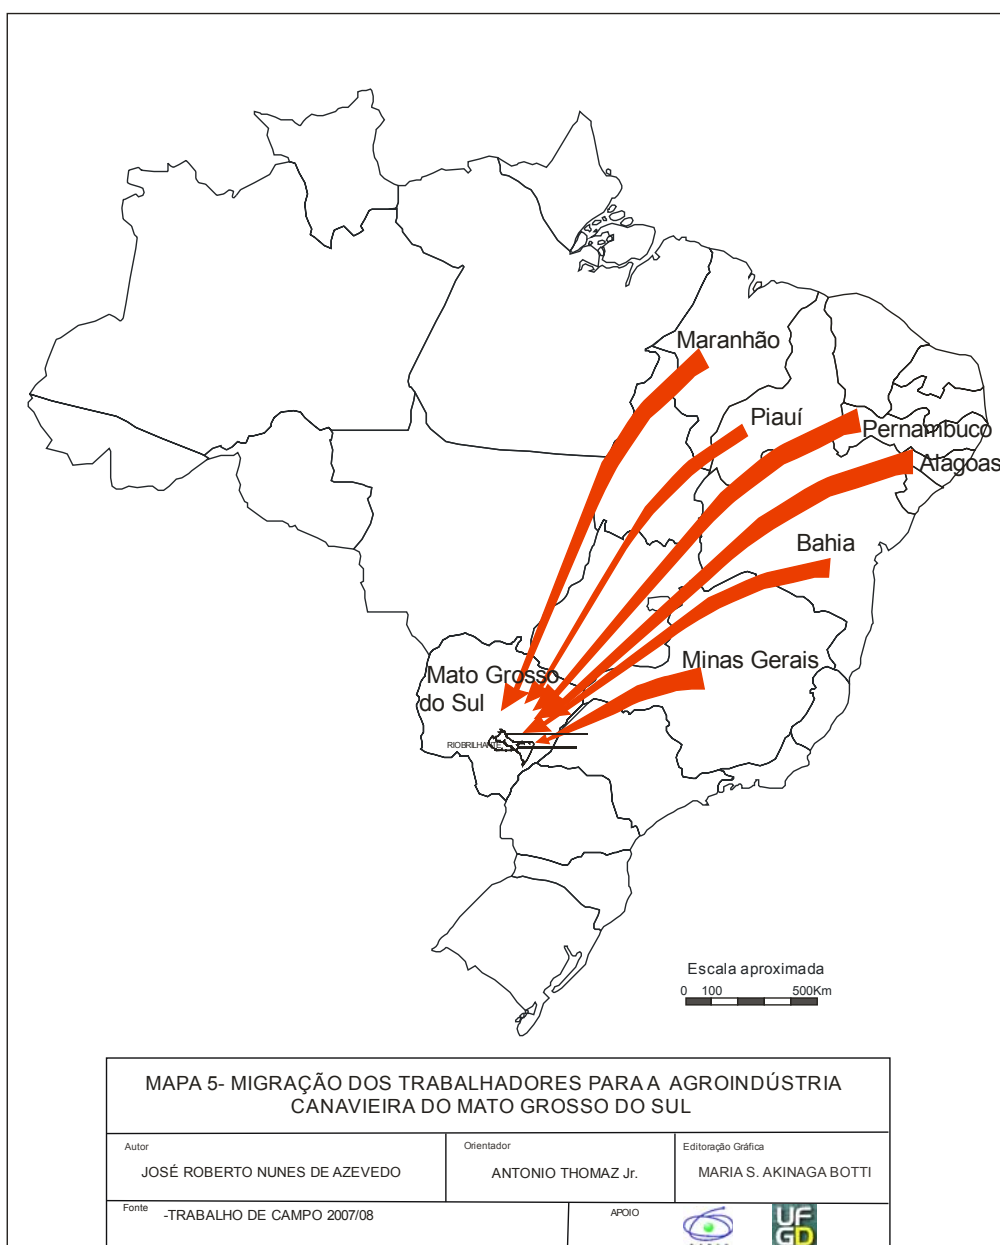 Maranhão
Piauí
Pernambuco
Alagoas
Bahia
Minas Gerais
Mato Grosso
do Sul
RIOBRILHANTE
Escala aproximada
0 100 500Km
MAPA 5- MIGRAÇÃO DOS TRABALHADORES PARA A AGROINDÚSTRIA
CANAVIEIRA DO MATO GROSSO DO SUL
Autor
JOSÉ ROBERTO NUNES DE AZEVEDO
Orientador
ANTONIO THOMAZ Jr.
Editoração Gráfica
MARIA S. AKINAGA BOTTI
Fonte
-TRABALHO DE CAMPO 2007/08
APOIO
UF
GD